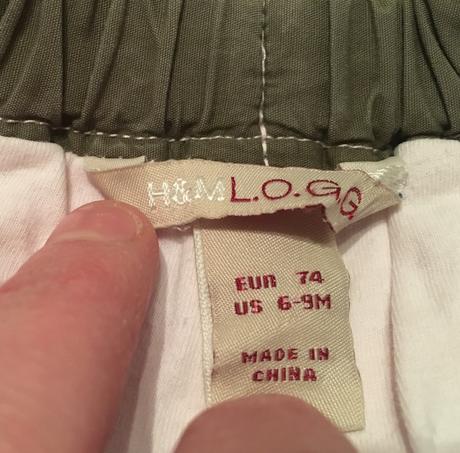 H&M L.O.G.G.
EUR 74
US 6-9M
MADE IN
CHINA